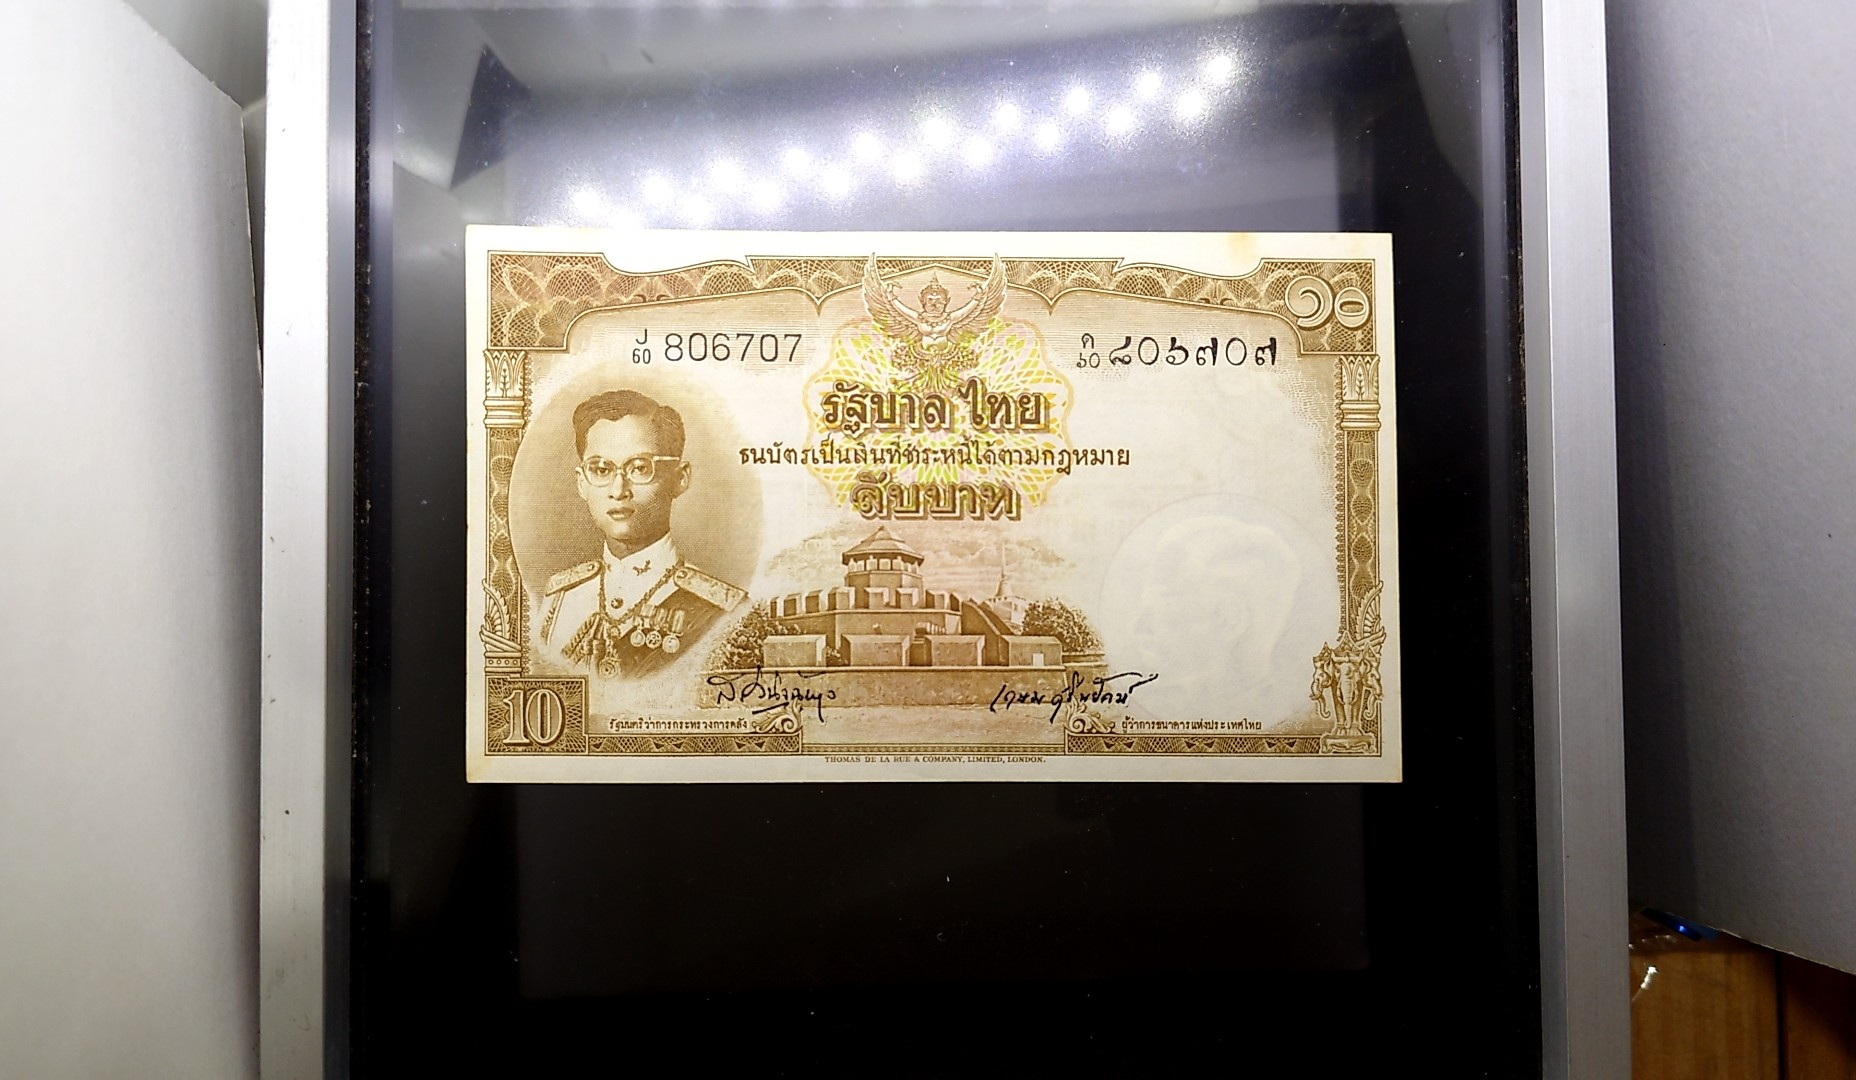 ๑๐
J/60 806707 ก/๖๐ ๘๐๖๗๐๗
รัฐบาลไทย
ธนบัตรเป็นเงินที่ชำระหนี้ได้ตามกฎหมาย
สิบบาท
10
รัฐมนตรีว่าการกระทรวงการคลัง ผู้ว่าการธนาคารแห่งประเทศไทย
THOMAS DE LA RUE & COMPANY, LIMITED, LONDON.